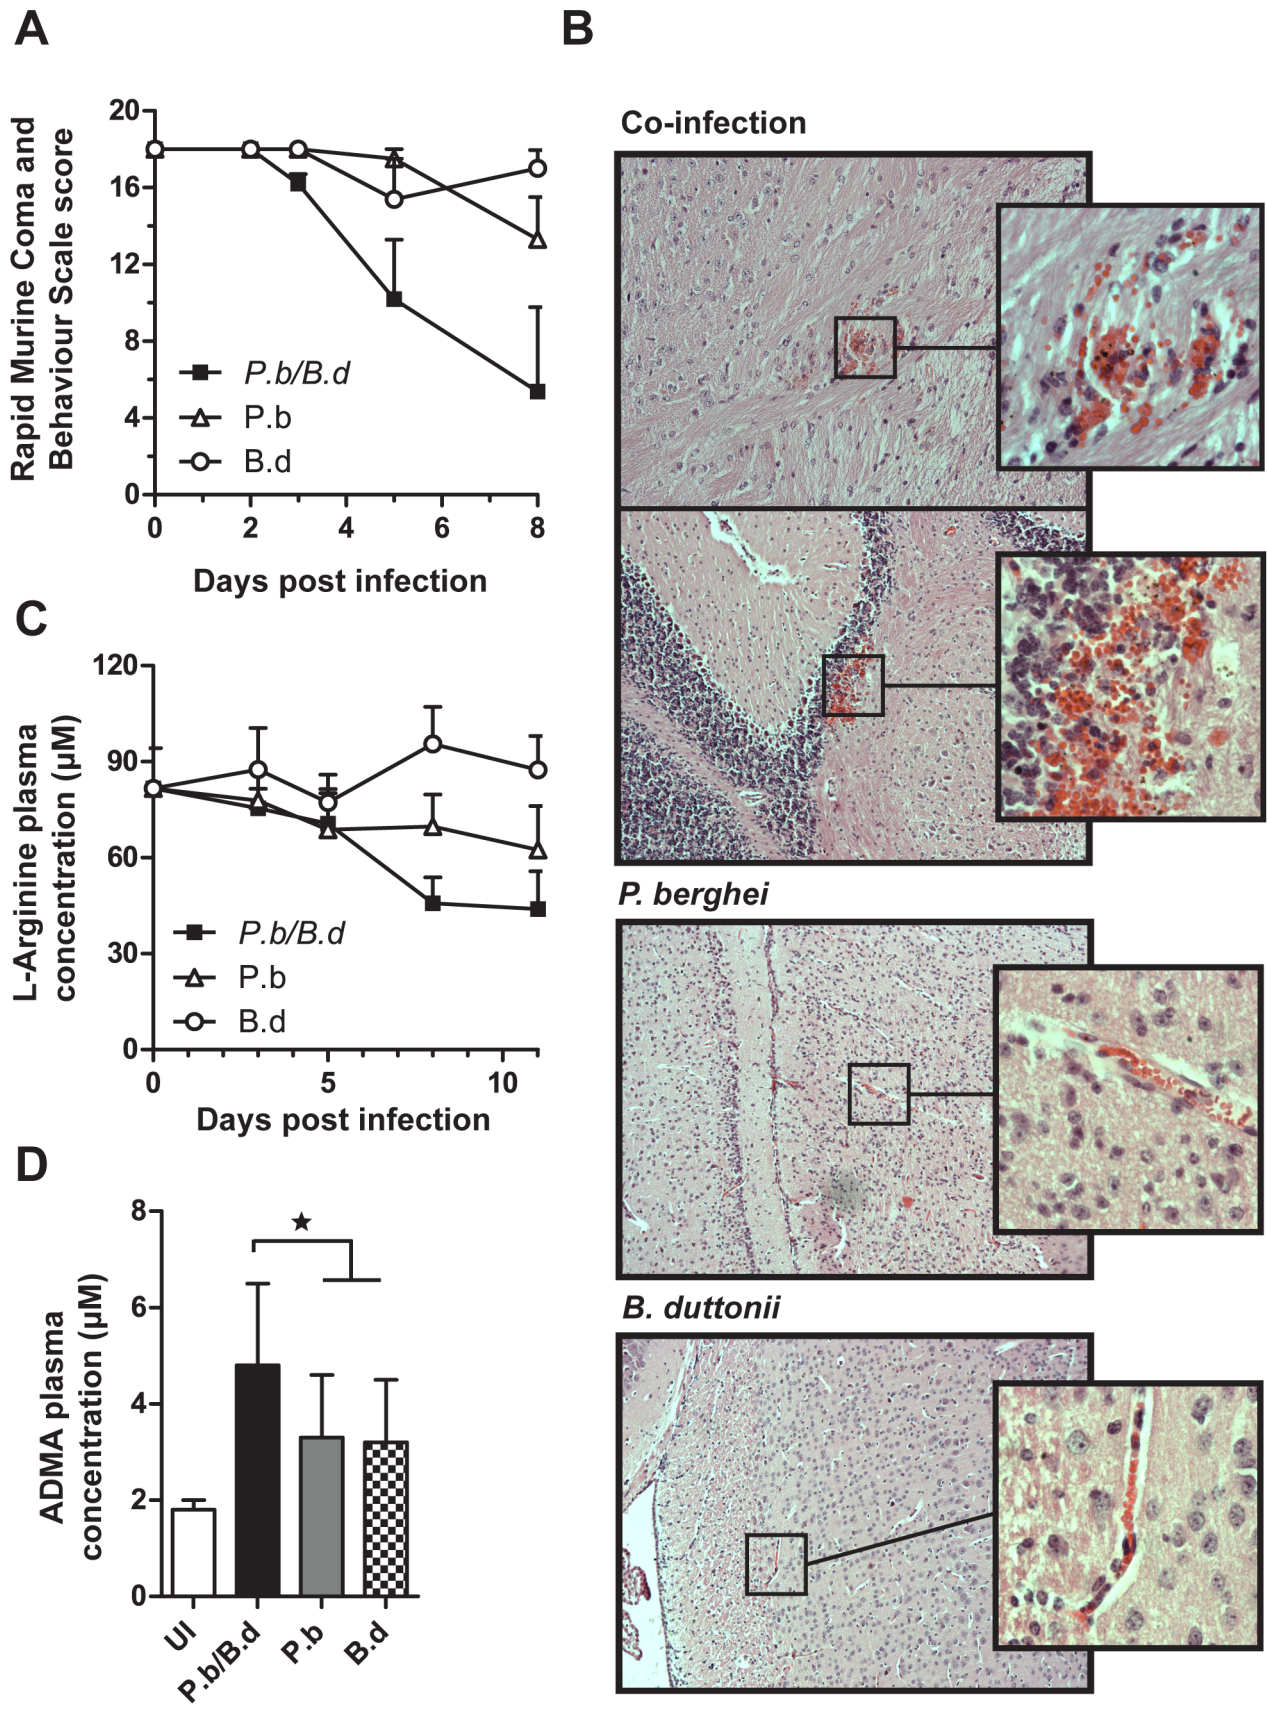 A
B
20
16
12
8
4
0
Rapid Murine Coma and
Behaviour Scale score
P.b/B.d
P.b
B.d
0
2
4
6
8
Days post infection
Co-infection
P. berghei
B. duttonii
C
120
90
60
30
0
L-Arginine plasma
concentration (µM)
P.b/B.d
P.b
B.d
0
5
10
Days post infection
D
8
6
4
2
0
ADMA plasma
concentration (µM)
★
UI
P.b/B.d
P.b
B.d